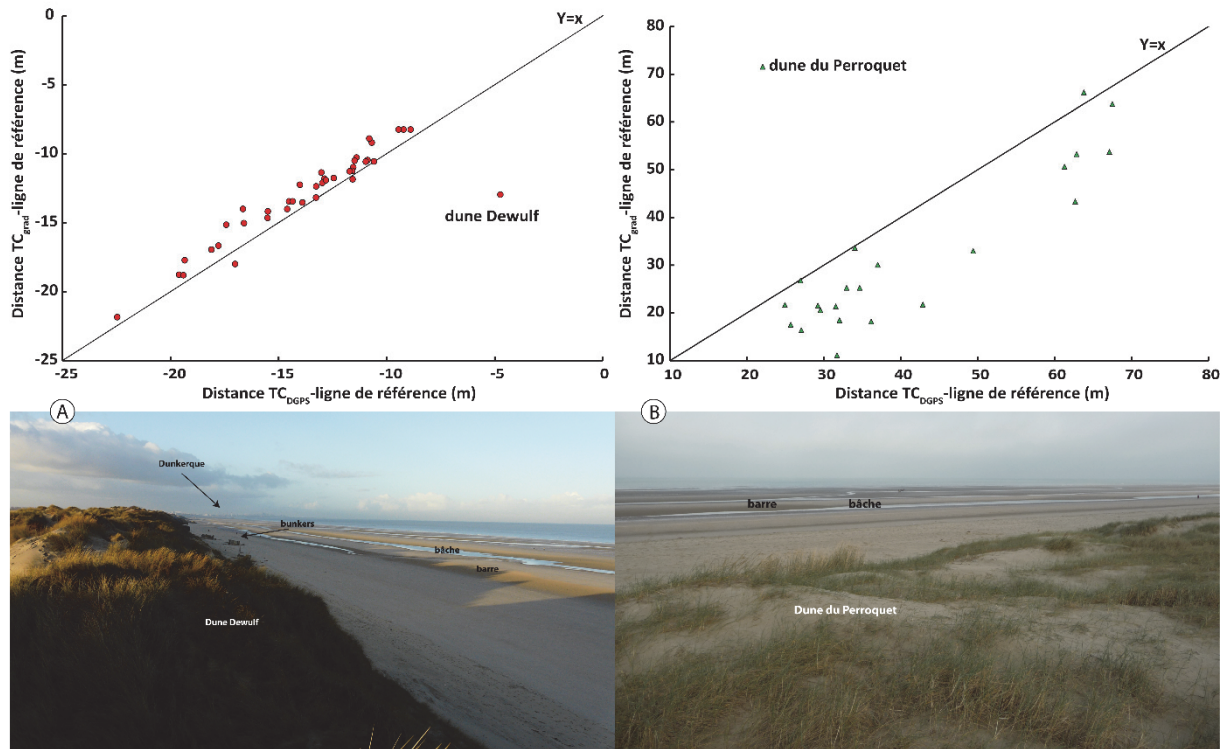 0
-5
-10
-15
-20
-25
-25
-20
-15
-10
-5
0
Y=x
dune Dewulf
Distance TCgrad-ligne de référence (m)
Distance TCDGPS-ligne de référence (m)
80
70
60
50
40
30
20
10
10
20
30
40
50
60
70
80
Y=x
dune du Perroquet
Distance TCgrad-ligne de référence (m)
Distance TCDGPS-ligne de référence (m)
A
Dunkerque
bunkers
bâche
barre
Dune Dewulf
B
barre
bâche
Dune du Perroquet